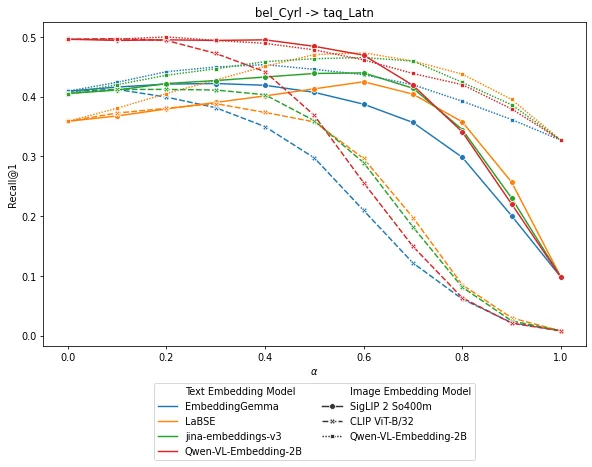 bel_Cyrl -> taq_Latn
0.5
0.4
0.3
0.2
0.1
0.0
Recall@1
0.0 0.2 0.4 0.6 0.8 1.0
α
Text Embedding Model
EmbeddingGemma
LaBSE
jina-embeddings-v3
Qwen-VL-Embedding-2B
Image Embedding Model
SigLIP 2 So400m
CLIP ViT-B/32
Qwen-VL-Embedding-2B